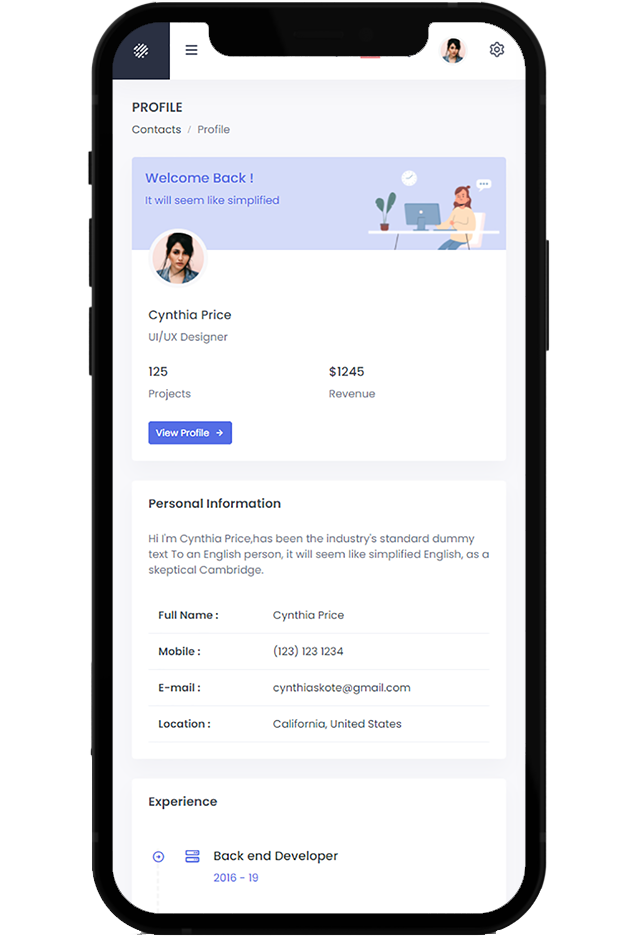 PROFILE
Contacts / Profile
Welcome Back !
It will seem like simplified
Cynthia Price
UI/UX Designer
125 $1245
Projects Revenue
View Profile →
Personal Information
Hi I'm Cynthia Price,has been the industry's standard dummy
text To an English person, it will seem like simplified English, as a
skeptical Cambridge.
Full Name : Cynthia Price
Mobile : (123) 123 1234
E-mail : cynthiaskote@gmail.com
Location : California, United States
Experience
Back end Developer
2016 - 19